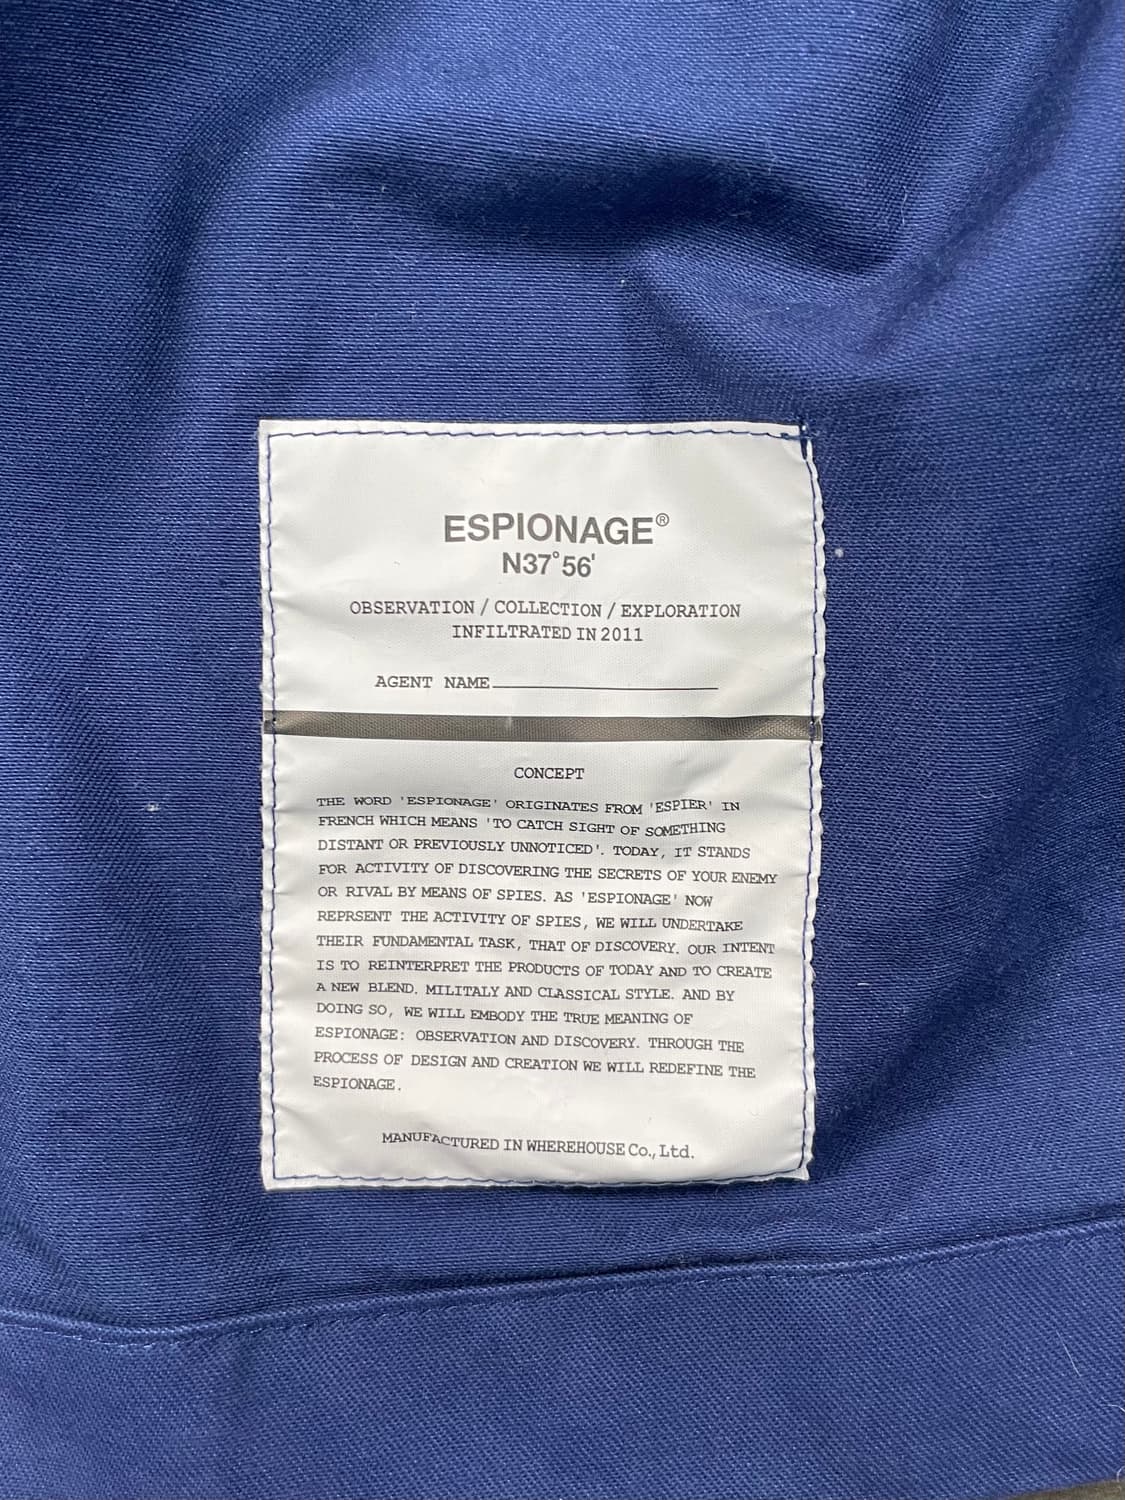 ESPIONAGE®
N37°56'
OBSERVATION / COLLECTION / EXPLORATION
INFILTRATED IN 2011
AGENT NAME
CONCEPT
THE WORD 'ESPIONAGE' ORIGINATES FROM 'ESPIER' IN
FRENCH WHICH MEANS 'TO CATCH SIGHT OF SOMETHING
DISTANT OR PREVIOUSLY UNNOTICED'. TODAY, IT STANDS
FOR ACTIVITY OF DISCOVERING THE SECRETS OF YOUR ENEMY
OR RIVAL BY MEANS OF SPIES. AS 'ESPIONAGE' NOW
REPRSENT THE ACTIVITY OF SPIES, WE WILL UNDERTAKE
THEIR FUNDAMENTAL TASK, THAT OF DISCOVERY. OUR INTENT
IS TO REINTERPRET THE PRODUCTS OF TODAY AND TO CREATE
A NEW BLEND. MILITALY AND CLASSICAL STYLE. AND BY
DOING SO, WE WILL EMBODY THE TRUE MEANING OF
ESPIONAGE: OBSERVATION AND DISCOVERY. THROUGH THE
PROCESS OF DESIGN AND CREATION WE WILL REDEFINE THE
ESPIONAGE.
MANUFACTURED IN WHEREHOUSE Co., Ltd.